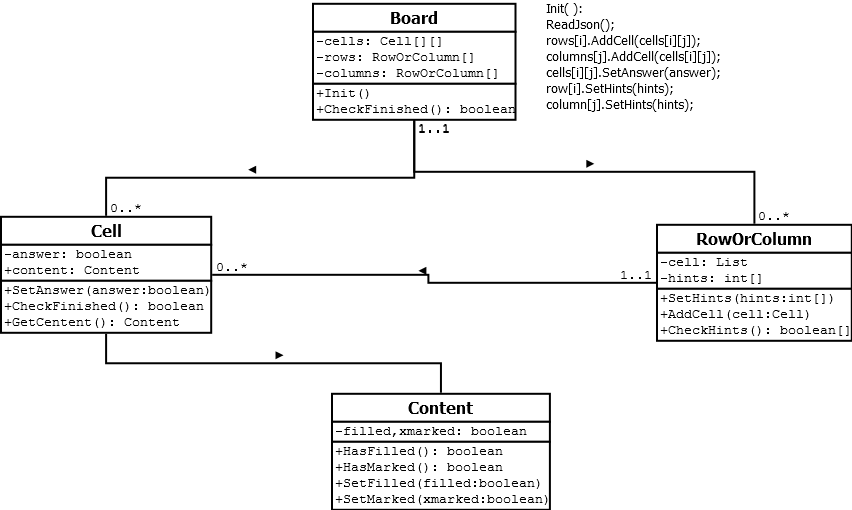 Board
-cells: Cell[][]
-rows: RowOrColumn[]
-columns: RowOrColumn[]
+Init()
+CheckFinished(): boolean
Init( ):
ReadJson();
rows[i].AddCell(cells[i][j]);
columns[j].AddCell(cells[i][j]);
cells[i][j].SetAnswer(answer);
row[i].SetHints(hints);
column[j].SetHints(hints);
1..1
0..*
0..*
Cell
-answer: boolean
+content: Content
+SetAnswer(answer:boolean)
+CheckFinished(): boolean
+GetCentent(): Content
0..*
1..1
RowOrColumn
-cell: List
-hints: int[]
+SetHints(hints:int[])
+AddCell(cell:Cell)
+CheckHints(): boolean[]
Content
-filled,xmarked: boolean
+HasFilled(): boolean
+HasMarked(): boolean
+SetFilled(filled:boolean)
+SetMarked(xmarked:boolean)